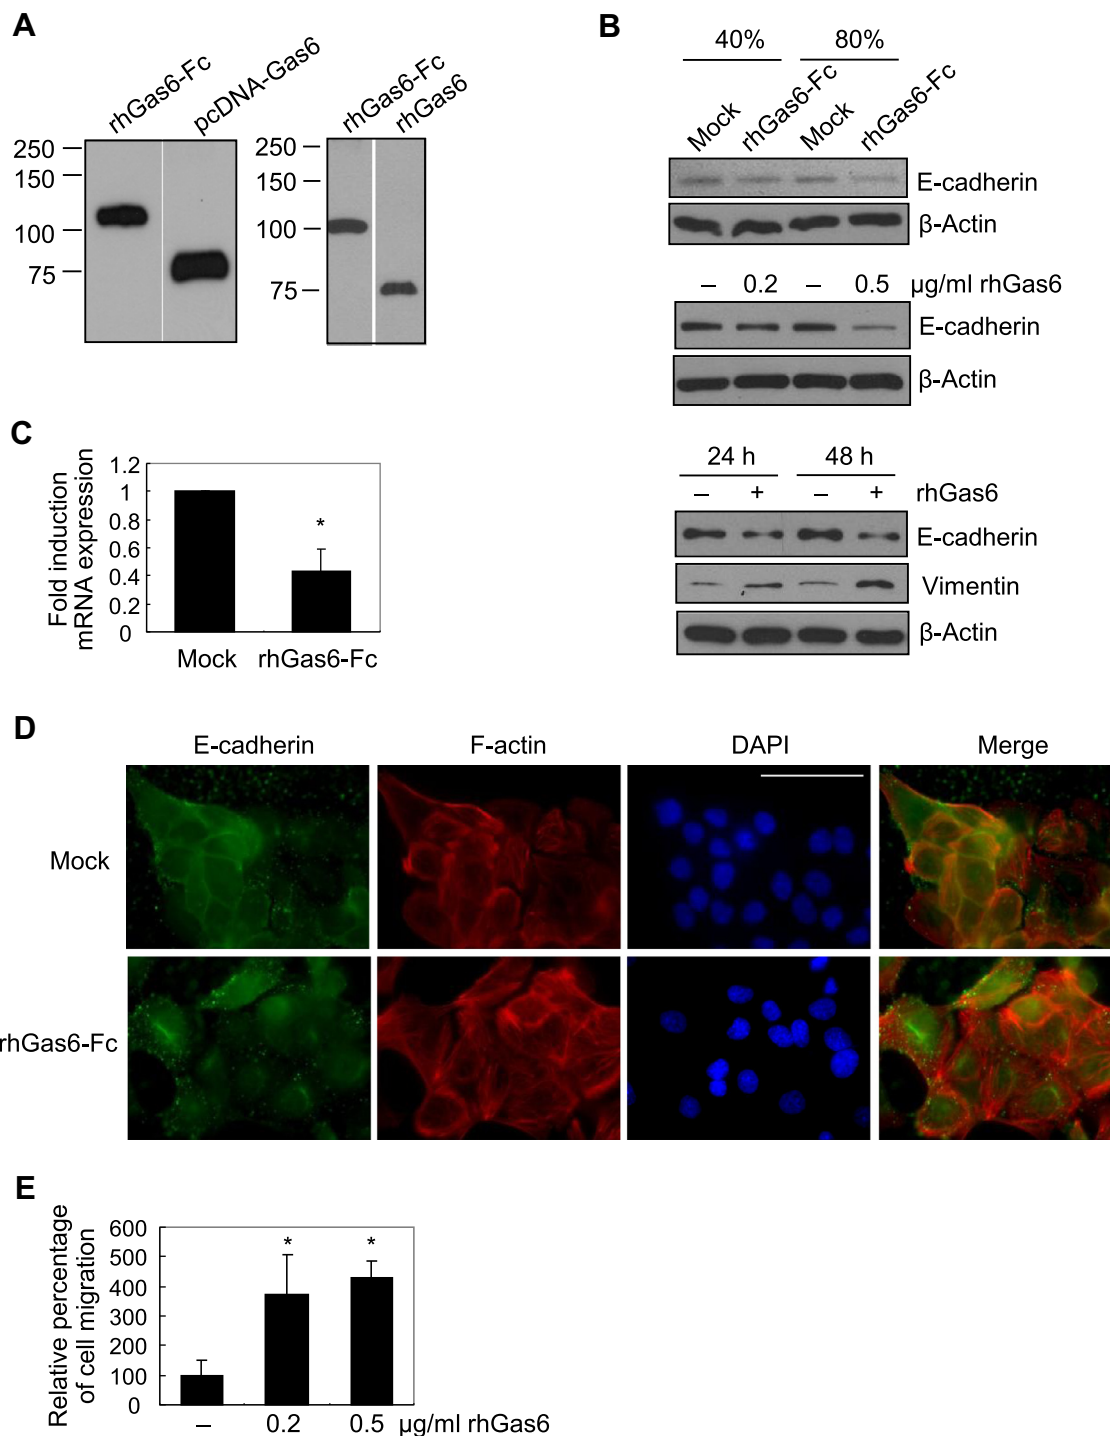 A
rhGas6-Fc
pcDNA-Gas6
250
150
100
75
rhGas6-Fc
rhGas6
250
150
100
75
B
40% 80%
Mock
rhGas6-Fc
Mock
rhGas6-Fc
E-cadherin
β-Actin
– 0.2 – 0.5 µg/ml rhGas6
E-cadherin
β-Actin
24 h 48 h
– + – + rhGas6
E-cadherin
Vimentin
β-Actin
C
Fold induction
mRNA expression
1.2
1
0.8
0.6
0.4
0.2
0
*
Mock rhGas6-Fc
D
E-cadherin F-actin DAPI Merge
Mock
rhGas6-Fc
E
Relative percentage
of cell migration
600
500
400
300
200
100
0
* *
– 0.2 0.5 µg/ml rhGas6